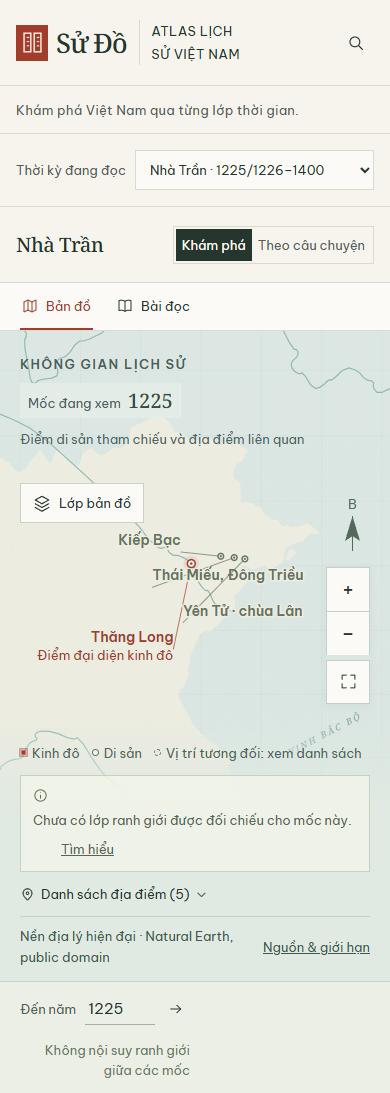 Sử Đồ
ATLAS LỊCH
SỬ VIỆT NAM
Khám phá Việt Nam qua từng lớp thời gian.
Thời kỳ đang đọc
Nhà Trần · 1225/1226–1400
Nhà Trần
Khám phá
Theo câu chuyện
Bản đồ
Bài đọc
KHÔNG GIAN LỊCH SỬ
Mốc đang xem 1225
Điểm di sản tham chiếu và địa điểm liên quan
Lớp bản đồ
B
Kiếp Bạc
Thái Miếu, Đông Triều
Yên Tử · chùa Lân
Thăng Long
Điểm đại diện kinh đô
+
−
VỊNH BẮC BỘ
Kinh đô
Di sản
Vị trí tương đối: xem danh sách
Chưa có lớp ranh giới được đối chiếu cho mốc này.
Tìm hiểu
Danh sách địa điểm (5)
Nền địa lý hiện đại · Natural Earth,
public domain
Nguồn & giới hạn
Đến năm 1225 →
Không nội suy ranh giới
giữa các mốc